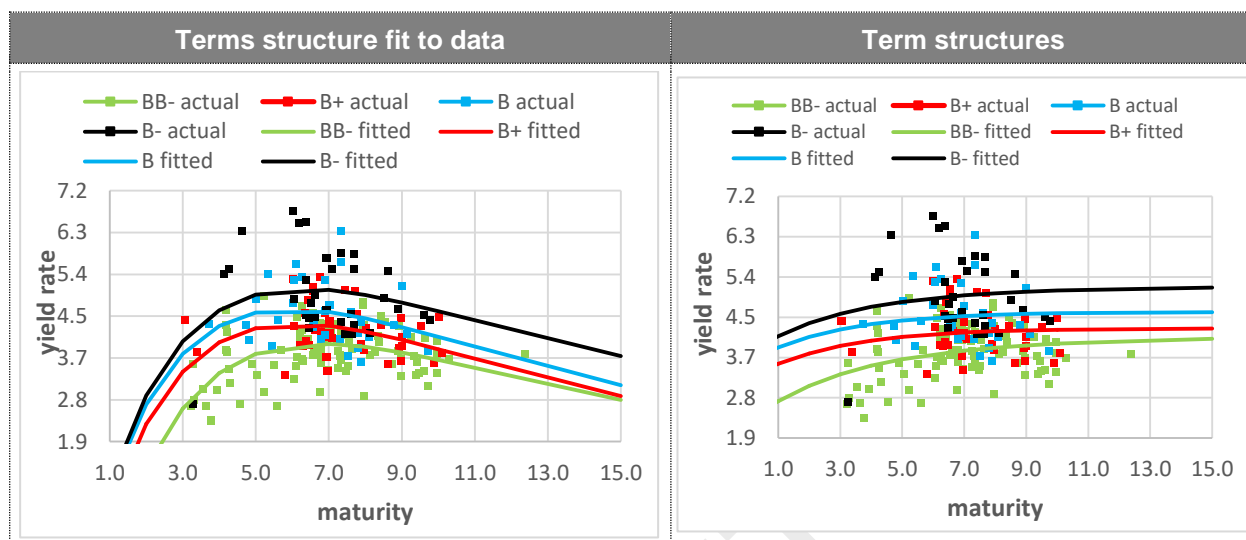 Terms structure fit to data
Term structures
BB- actual B+ actual B actual
B- actual BB- fitted B+ fitted
B fitted B- fitted
7.2
6.3
5.4
4.5
3.7
2.8
1.9
yield rate
1.0 3.0 5.0 7.0 9.0 11.0 13.0 15.0
maturity
BB- actual B+ actual B actual
B- actual BB- fitted B+ fitted
B fitted B- fitted
7.2
6.3
5.4
4.5
3.7
2.8
1.9
yield rate
1.0 3.0 5.0 7.0 9.0 11.0 13.0 15.0
maturity